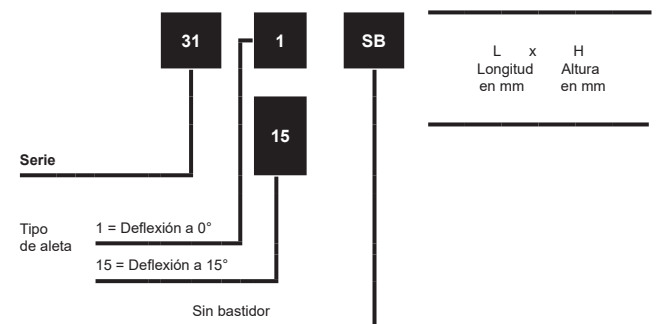 31 1 SB
L x H
Longitud Altura
en mm en mm
15
Serie
Tipo
de aleta
1 = Deflexión a 0°
15 = Deflexión a 15°
Sin bastidor